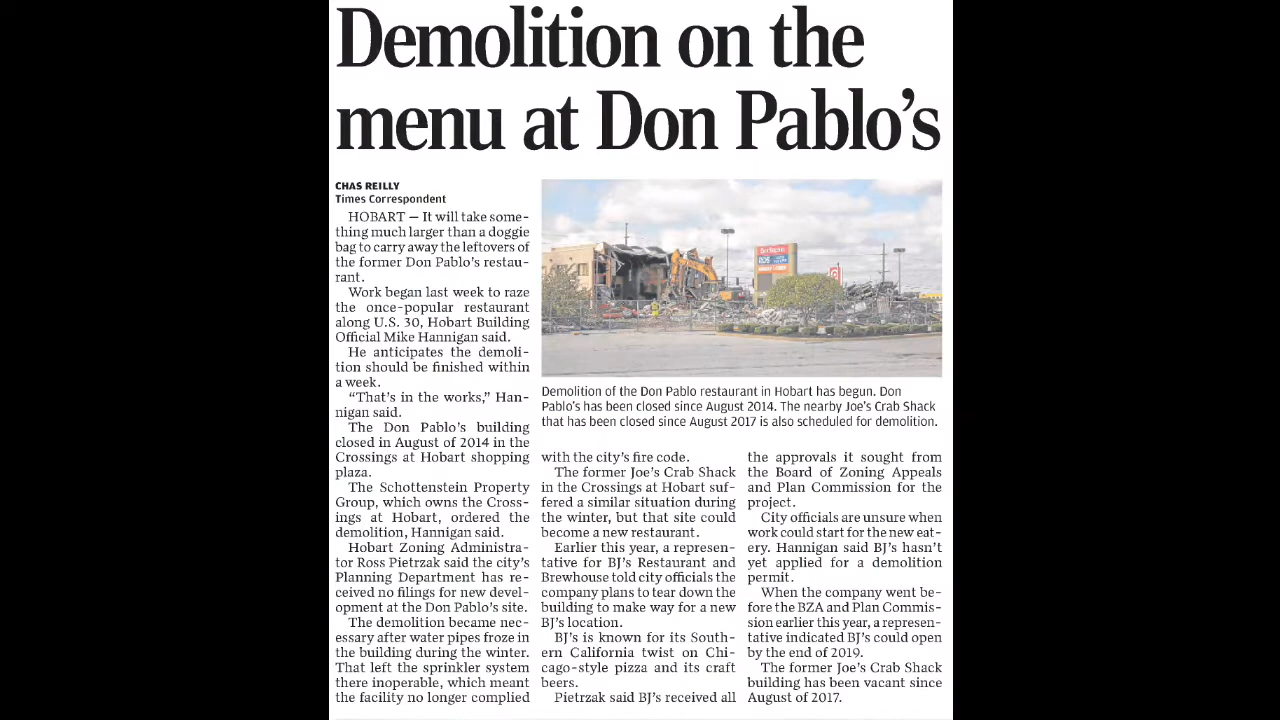 Demolition on the
menu at Don Pablo's
CHAS REILLY
Times Correspondent
HOBART — It will take some-
thing much larger than a doggie
bag to carry away the leftovers of
the former Don Pablo's restau-
rant.
Work began last week to raze
the once-popular restaurant
along U.S. 30, Hobart Building
Official Mike Hannigan said.
He anticipates the demoli-
tion should be finished within
a week.
“That's in the works,” Han-
nigan said.
The Don Pablo's building
closed in August of 2014 in the
Crossings at Hobart shopping
plaza.
The Schottenstein Property
Group, which owns the Cross-
ings at Hobart, ordered the
demolition, Hannigan said.
Hobart Zoning Administra-
tor Ross Pietrzak said the city's
Planning Department has re-
ceived no filings for new devel-
opment at the Don Pablo's site.
The demolition became nec-
essary after water pipes froze in
the building during the winter.
That left the sprinkler system
there inoperable, which meant
the facility no longer complied
Demolition of the Don Pablo restaurant in Hobart has begun. Don
Pablo's has been closed since August 2014. The nearby Joe's Crab Shack
that has been closed since August 2017 is also scheduled for demolition.
with the city's fire code.
The former Joe's Crab Shack
in the Crossings at Hobart suf-
fered a similar situation during
the winter, but that site could
become a new restaurant.
Earlier this year, a represen-
tative for BJ's Restaurant and
Brewhouse told city officials the
company plans to tear down the
building to make way for a new
BJ's location.
BJ's is known for its South-
ern California twist on Chi-
cago-style pizza and its craft
beers.
Pietrzak said BJ's received all
the approvals it sought from
the Board of Zoning Appeals
and Plan Commission for the
project.
City officials are unsure when
work could start for the new eat-
ery. Hannigan said BJ's hasn't
yet applied for a demolition
permit.
When the company went be-
fore the BZA and Plan Commis-
sion earlier this year, a represen-
tative indicated BJ's could open
by the end of 2019.
The former Joe's Crab Shack
building has been vacant since
August of 2017.